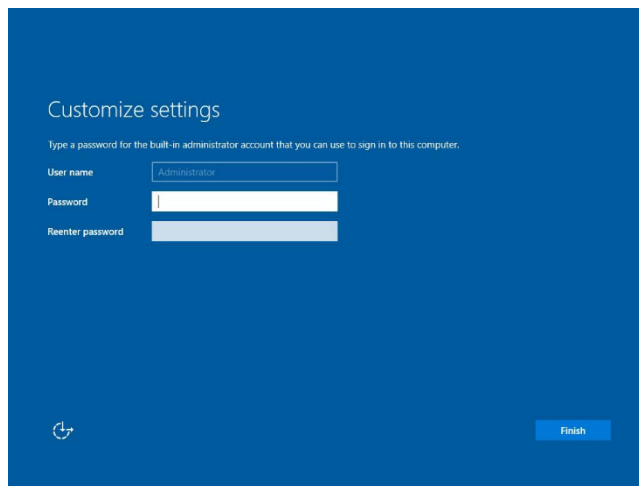 Customize settings
Type a password for the built-in administrator account that you can use to sign in to this computer.
User name
Administrator
Password
Reenter password
Finish